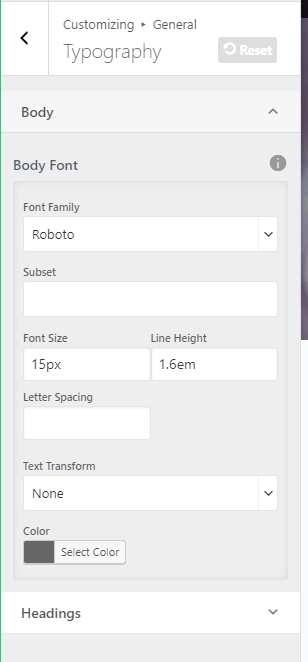 Customizing ▸ General
Typography
Reset
Body
Body Font
Font Family
Roboto
Subset
Font Size Line Height
15px 1.6em
Letter Spacing
Text Transform
None
Color
Select Color
Headings